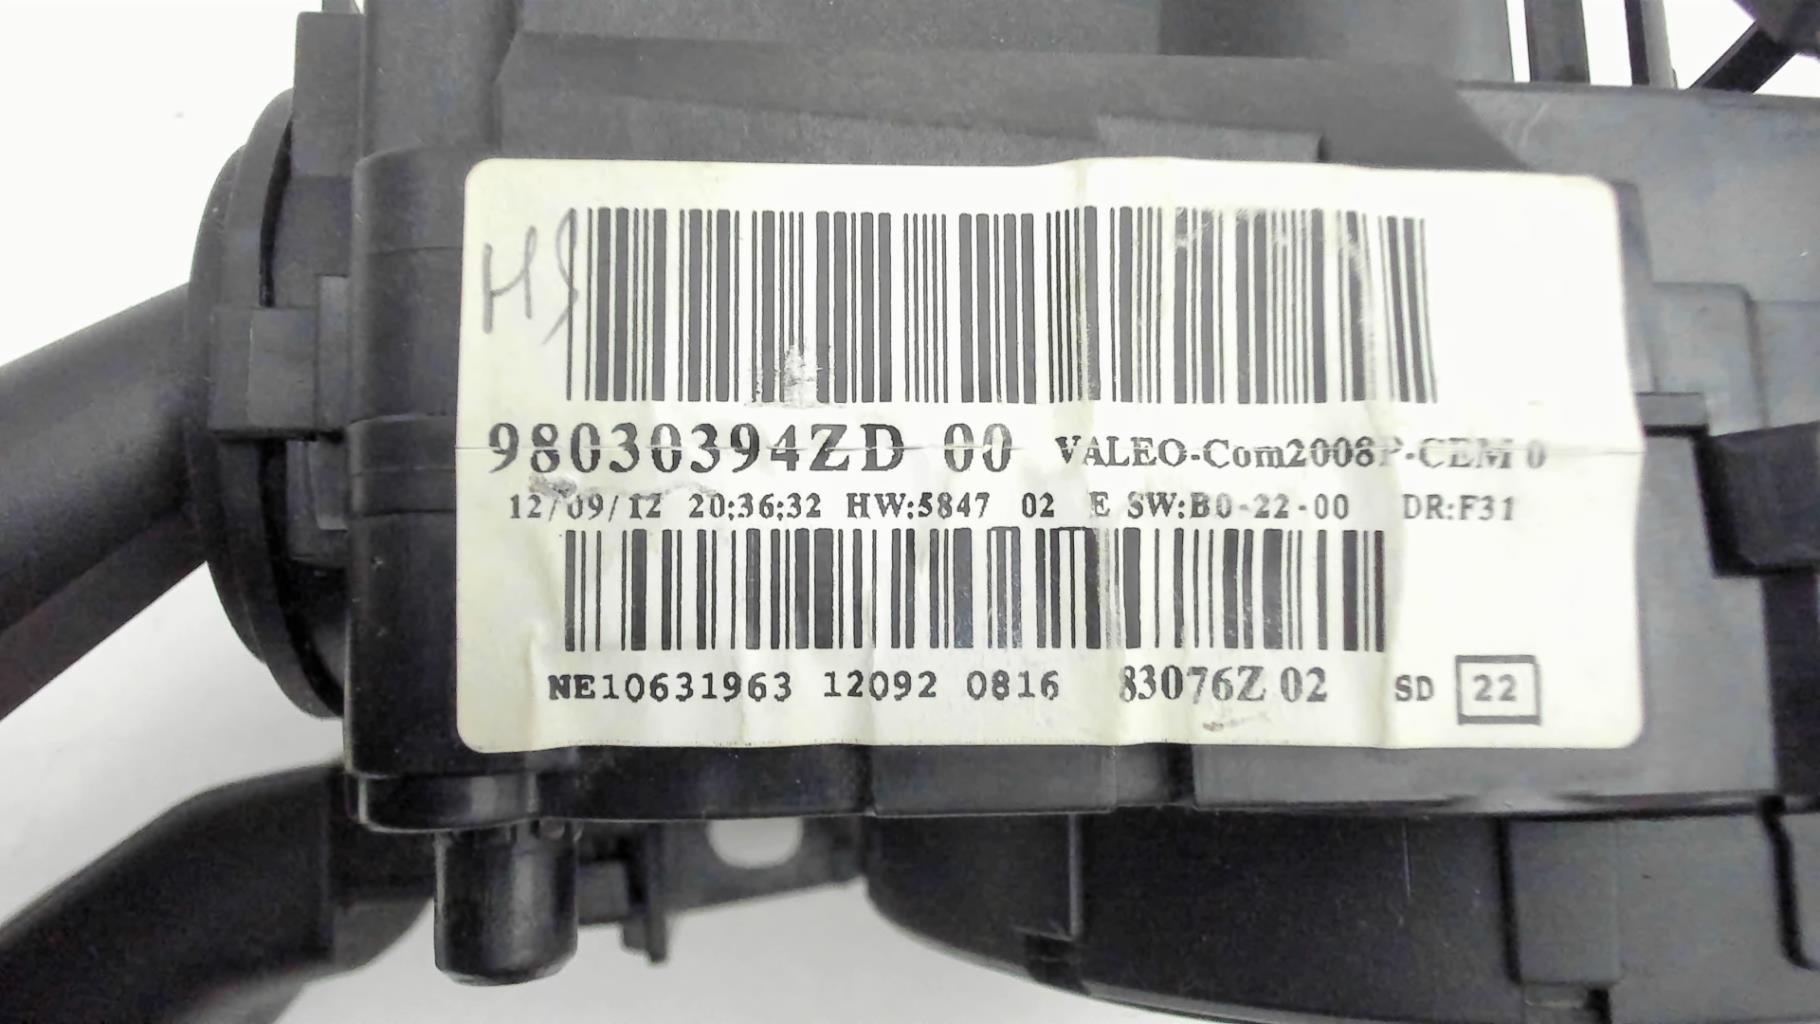 H
98030394ZD 00 VALEO-Com2008P-CEM 0
12/09/12 20:36:32 HW:5847 02 E SW:B0-22-00 DR:F31
NE10631963 12092 0816 83076Z 02 SD 22